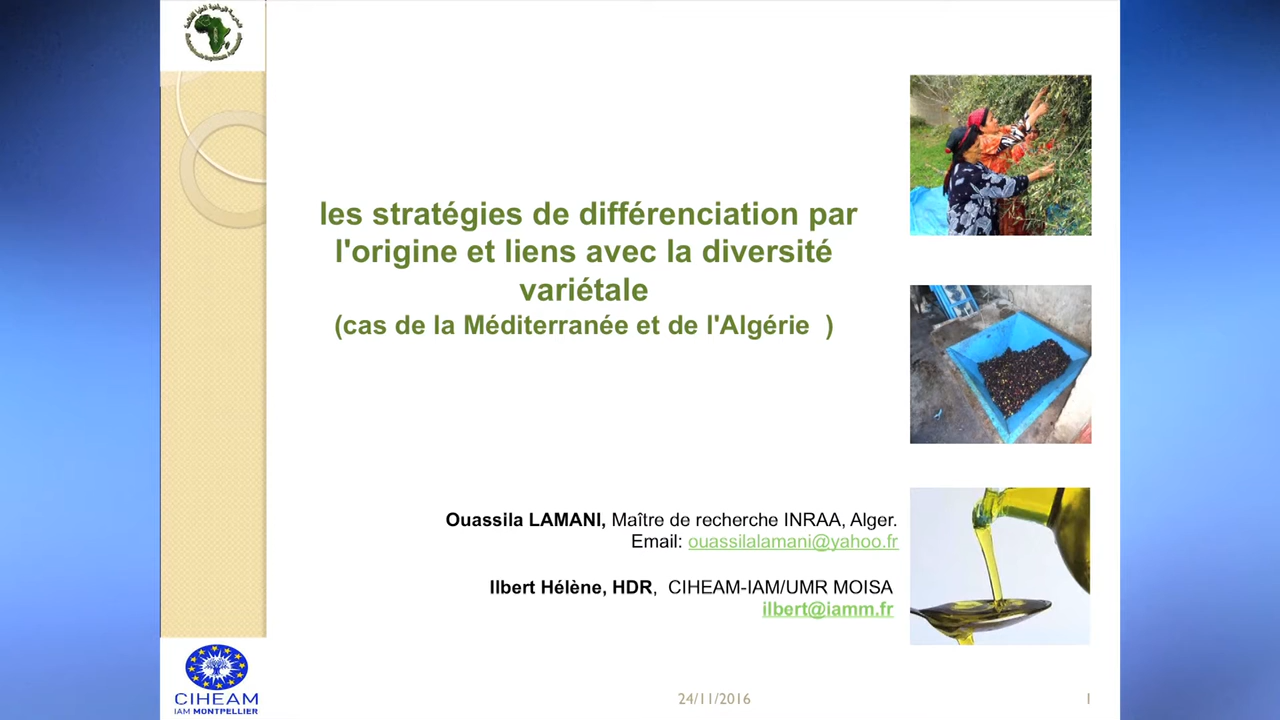 les stratégies de différenciation par
l'origine et liens avec la diversité
variétale
(cas de la Méditerranée et de l'Algérie )
Ouassila LAMANI, Maître de recherche INRAA, Alger.
Email: ouassilalamani@yahoo.fr
Ilbert Hélène, HDR, CIHEAM-IAM/UMR MOISA
ilbert@iamm.fr
CIHEAM
IAM MONTPELLIER
24/11/2016
1